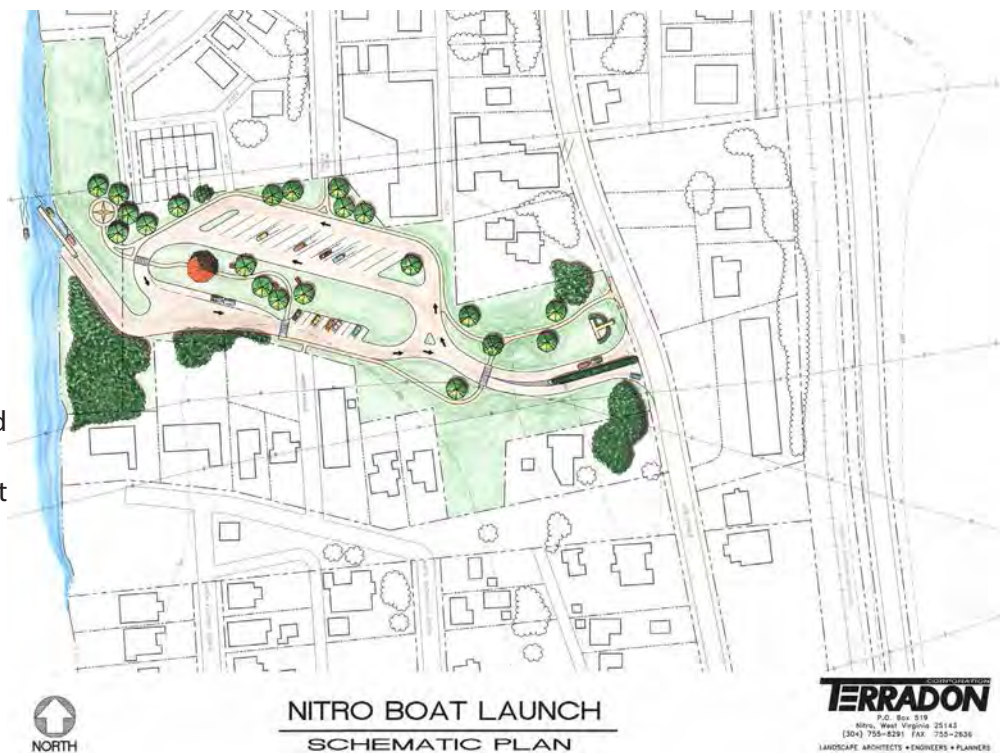 d
t
NORTH
NITRO BOAT LAUNCH
SCHEMATIC PLAN
CORPORATION
TERRADON
P.O. Box 519
Nitro, West Virginia 25143
(304) 755-8291 FAX 755-2636
LANDSCAPE ARCHITECTS • ENGINEERS • PLANNERS